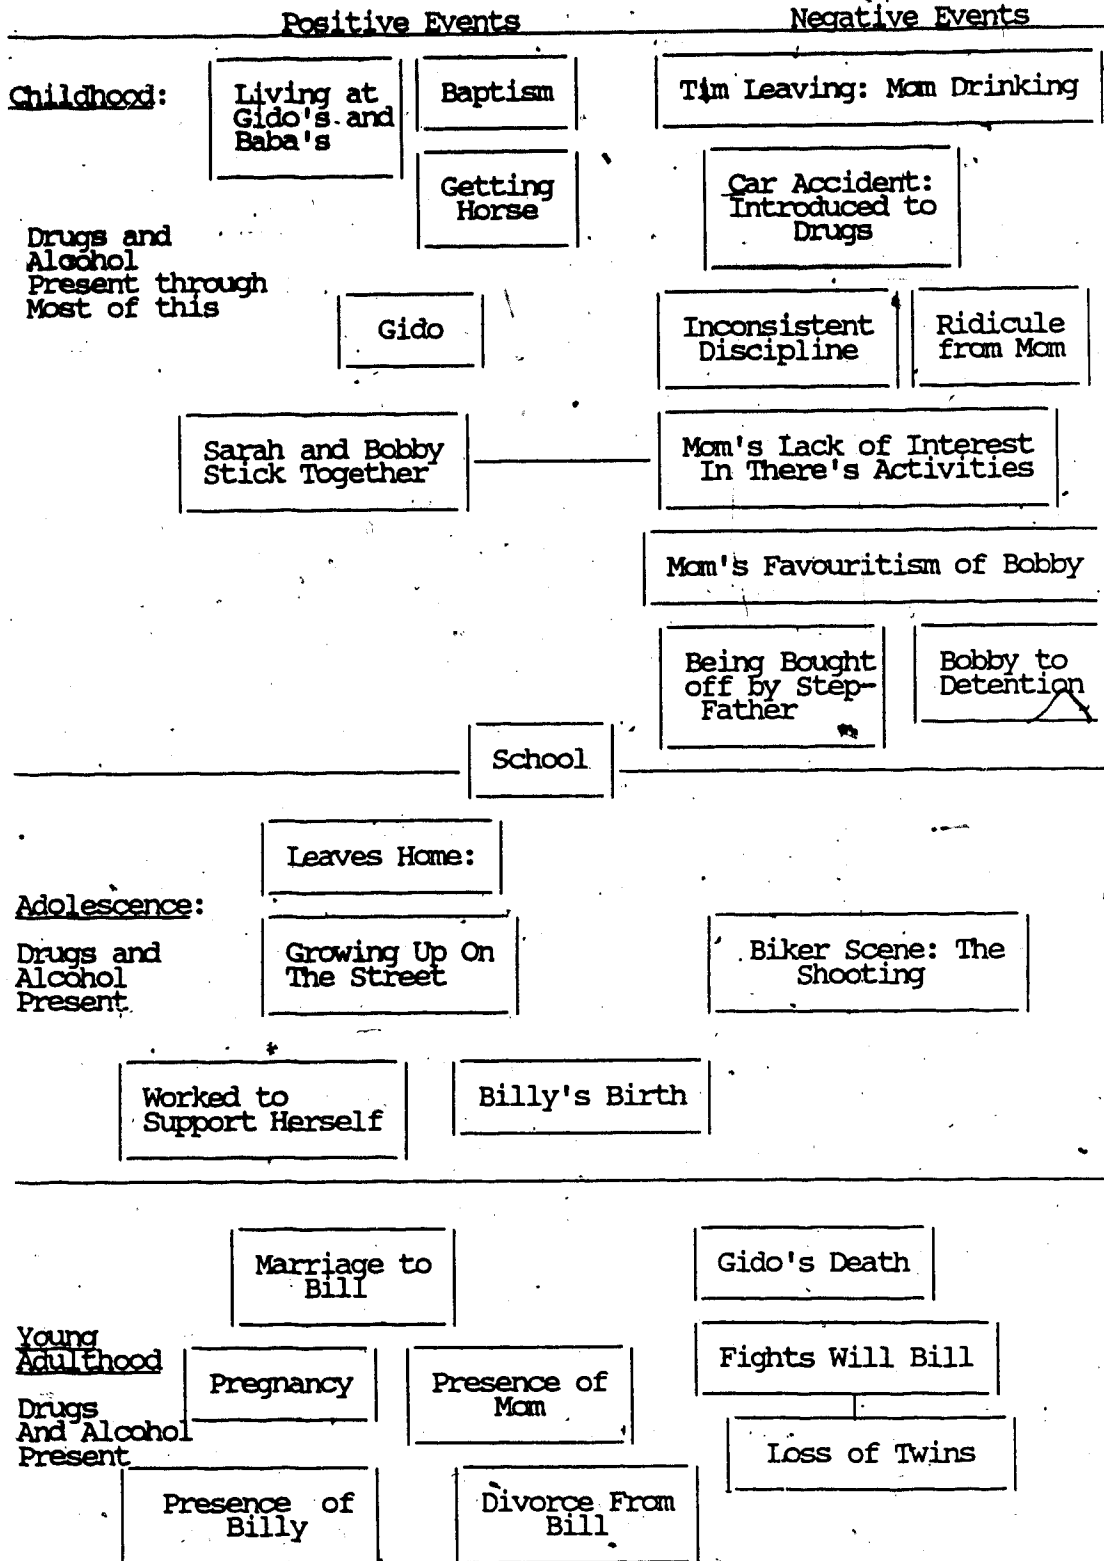 Positive Events
Negative Events
Childhood:
Living at
Gido's and
Baba's
Baptism
Tim Leaving: Mom Drinking
Getting
Horse
Car Accident:
Introduced to
Drugs
Drugs and
Alcohol
Present through
Most of this
Gido
Inconsistent
Discipline
Ridicule
from Mom
Sarah and Bobby
Stick Together
Mom's Lack of Interest
In There's Activities
Mom's Favouritism of Bobby
Being Bought
off by Step-
Father
Bobby to
Detention
School
Leaves Home:
Adolescence:
Drugs and
Alcohol
Present
Growing Up On
The Street
Biker Scene: The
Shooting
Worked to
Support Herself
Billy's Birth
Marriage to
Bill
Gido's Death
Young
Adulthood
Drugs
And Alcohol
Present
Pregnancy
Presence of
Mom
Fights Will Bill
Loss of Twins
Presence of
Billy
Divorce From
Bill